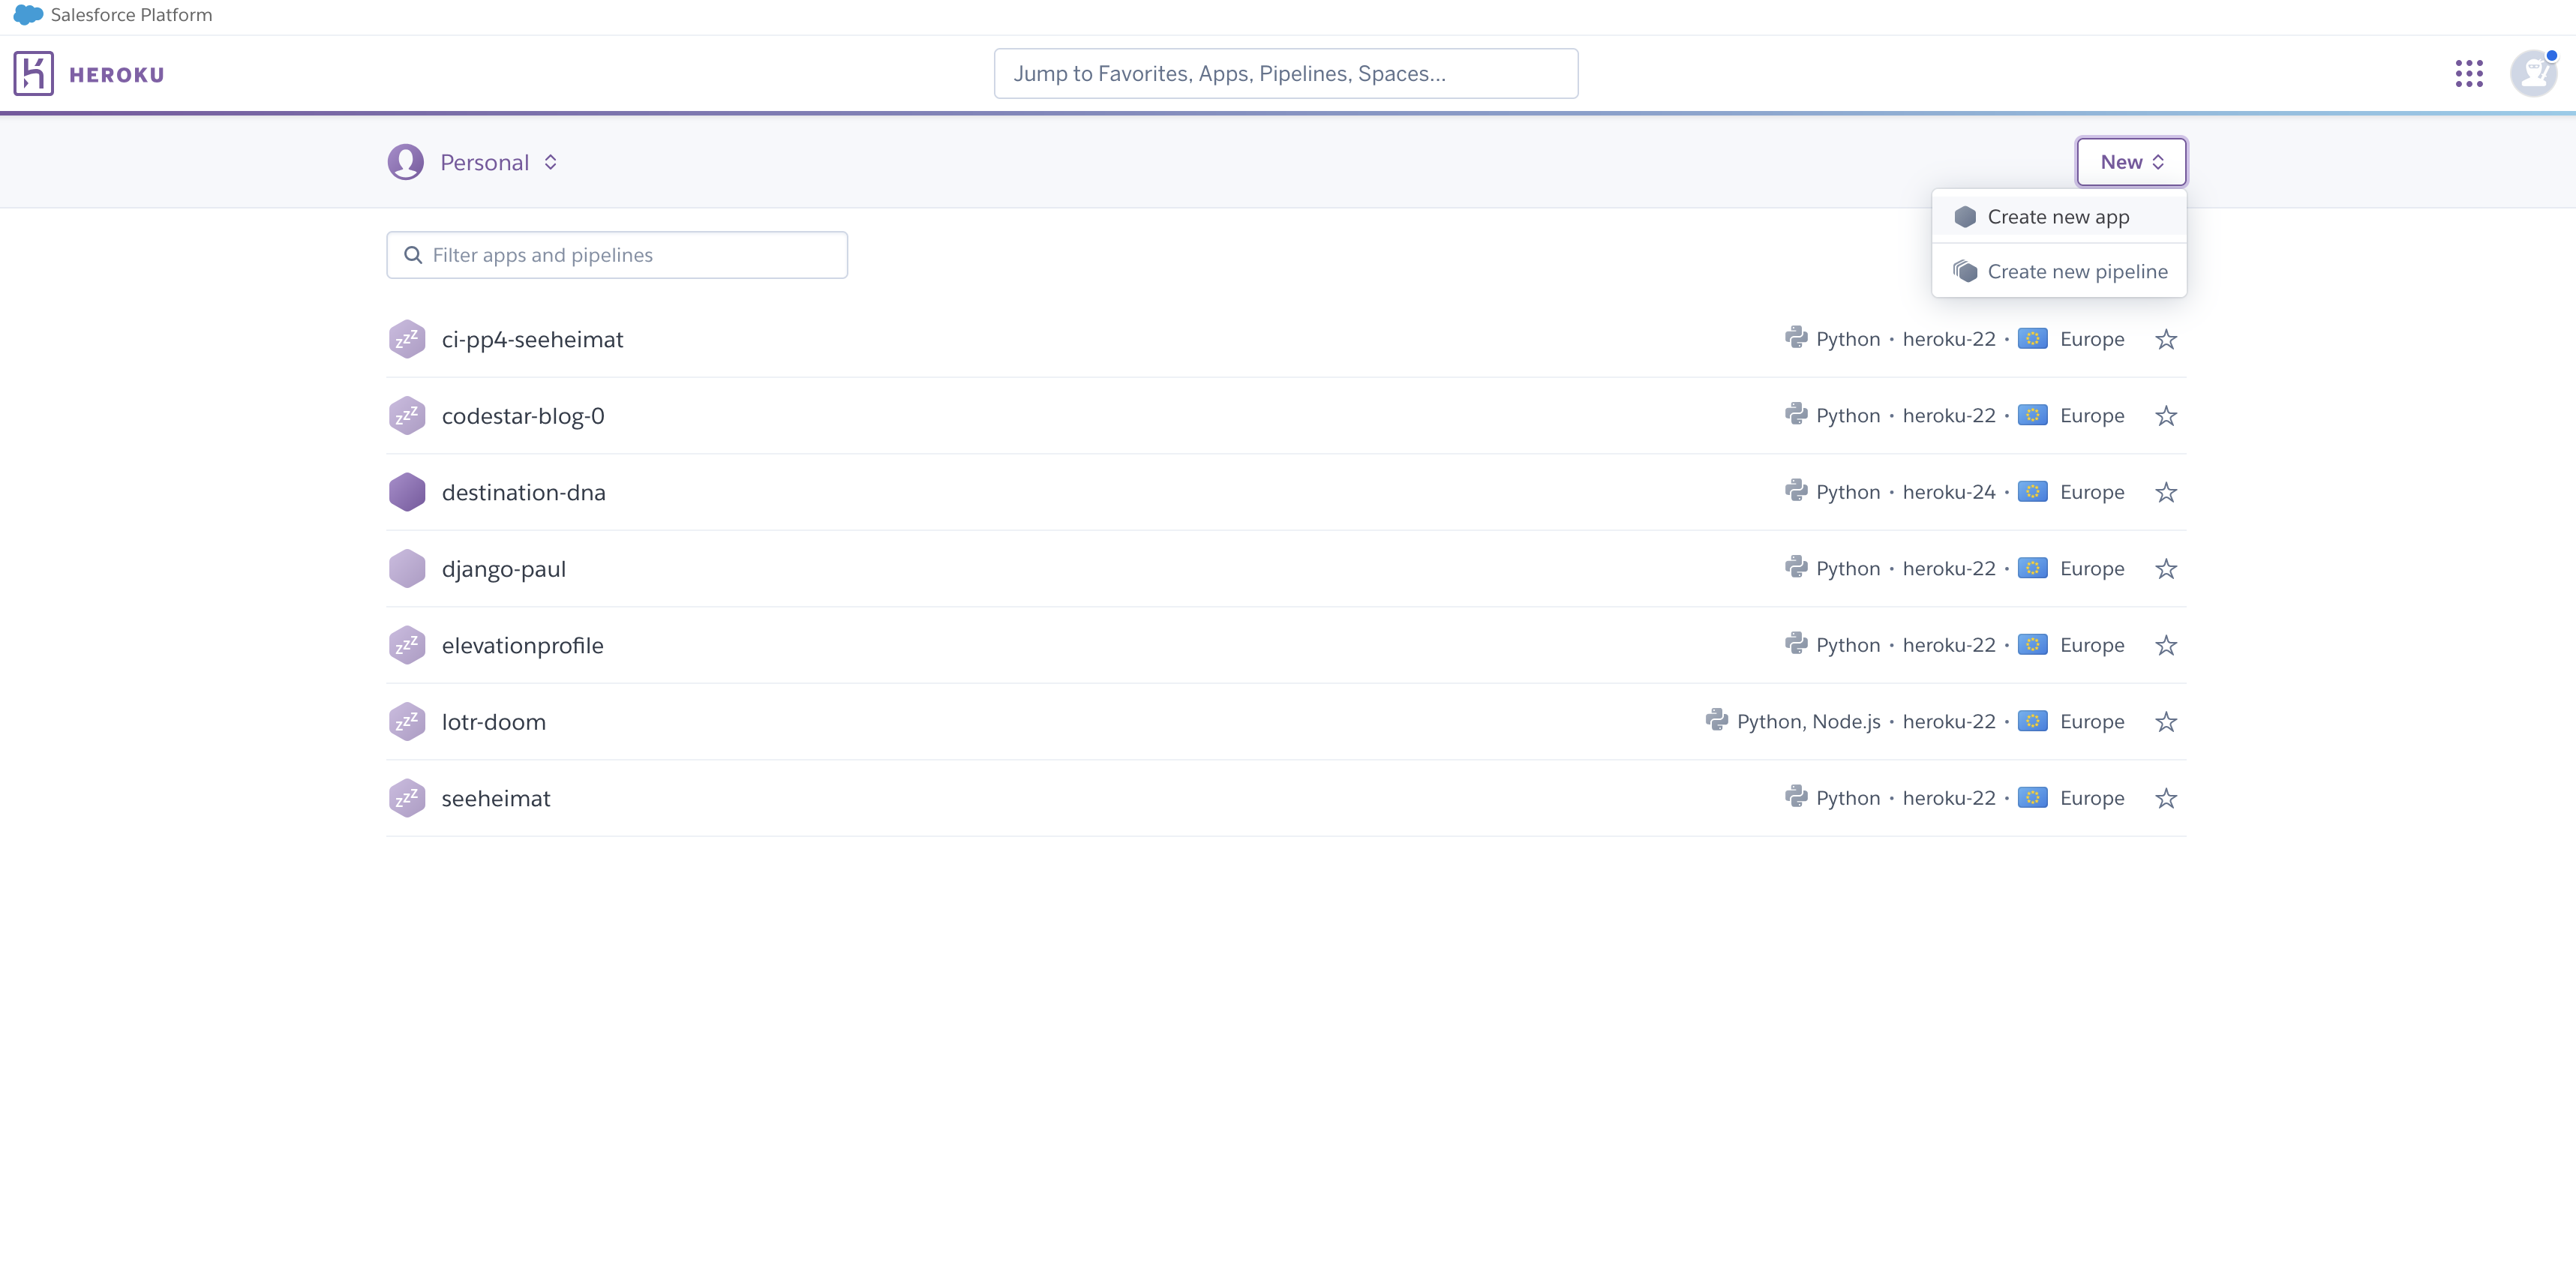 Salesforce Platform
HEROKU
Jump to Favorites, Apps, Pipelines, Spaces...
Personal
New
Create new app
Create new pipeline
Filter apps and pipelines
zzZ ci-pp4-seeheimat Python • heroku-22 • Europe
zzZ codestar-blog-0 Python • heroku-22 • Europe
destination-dna Python • heroku-24 • Europe
django-paul Python • heroku-22 • Europe
zzZ elevationprofile Python • heroku-22 • Europe
zzZ lotr-doom Python, Node.js • heroku-22 • Europe
zzZ seeheimat Python • heroku-22 • Europe